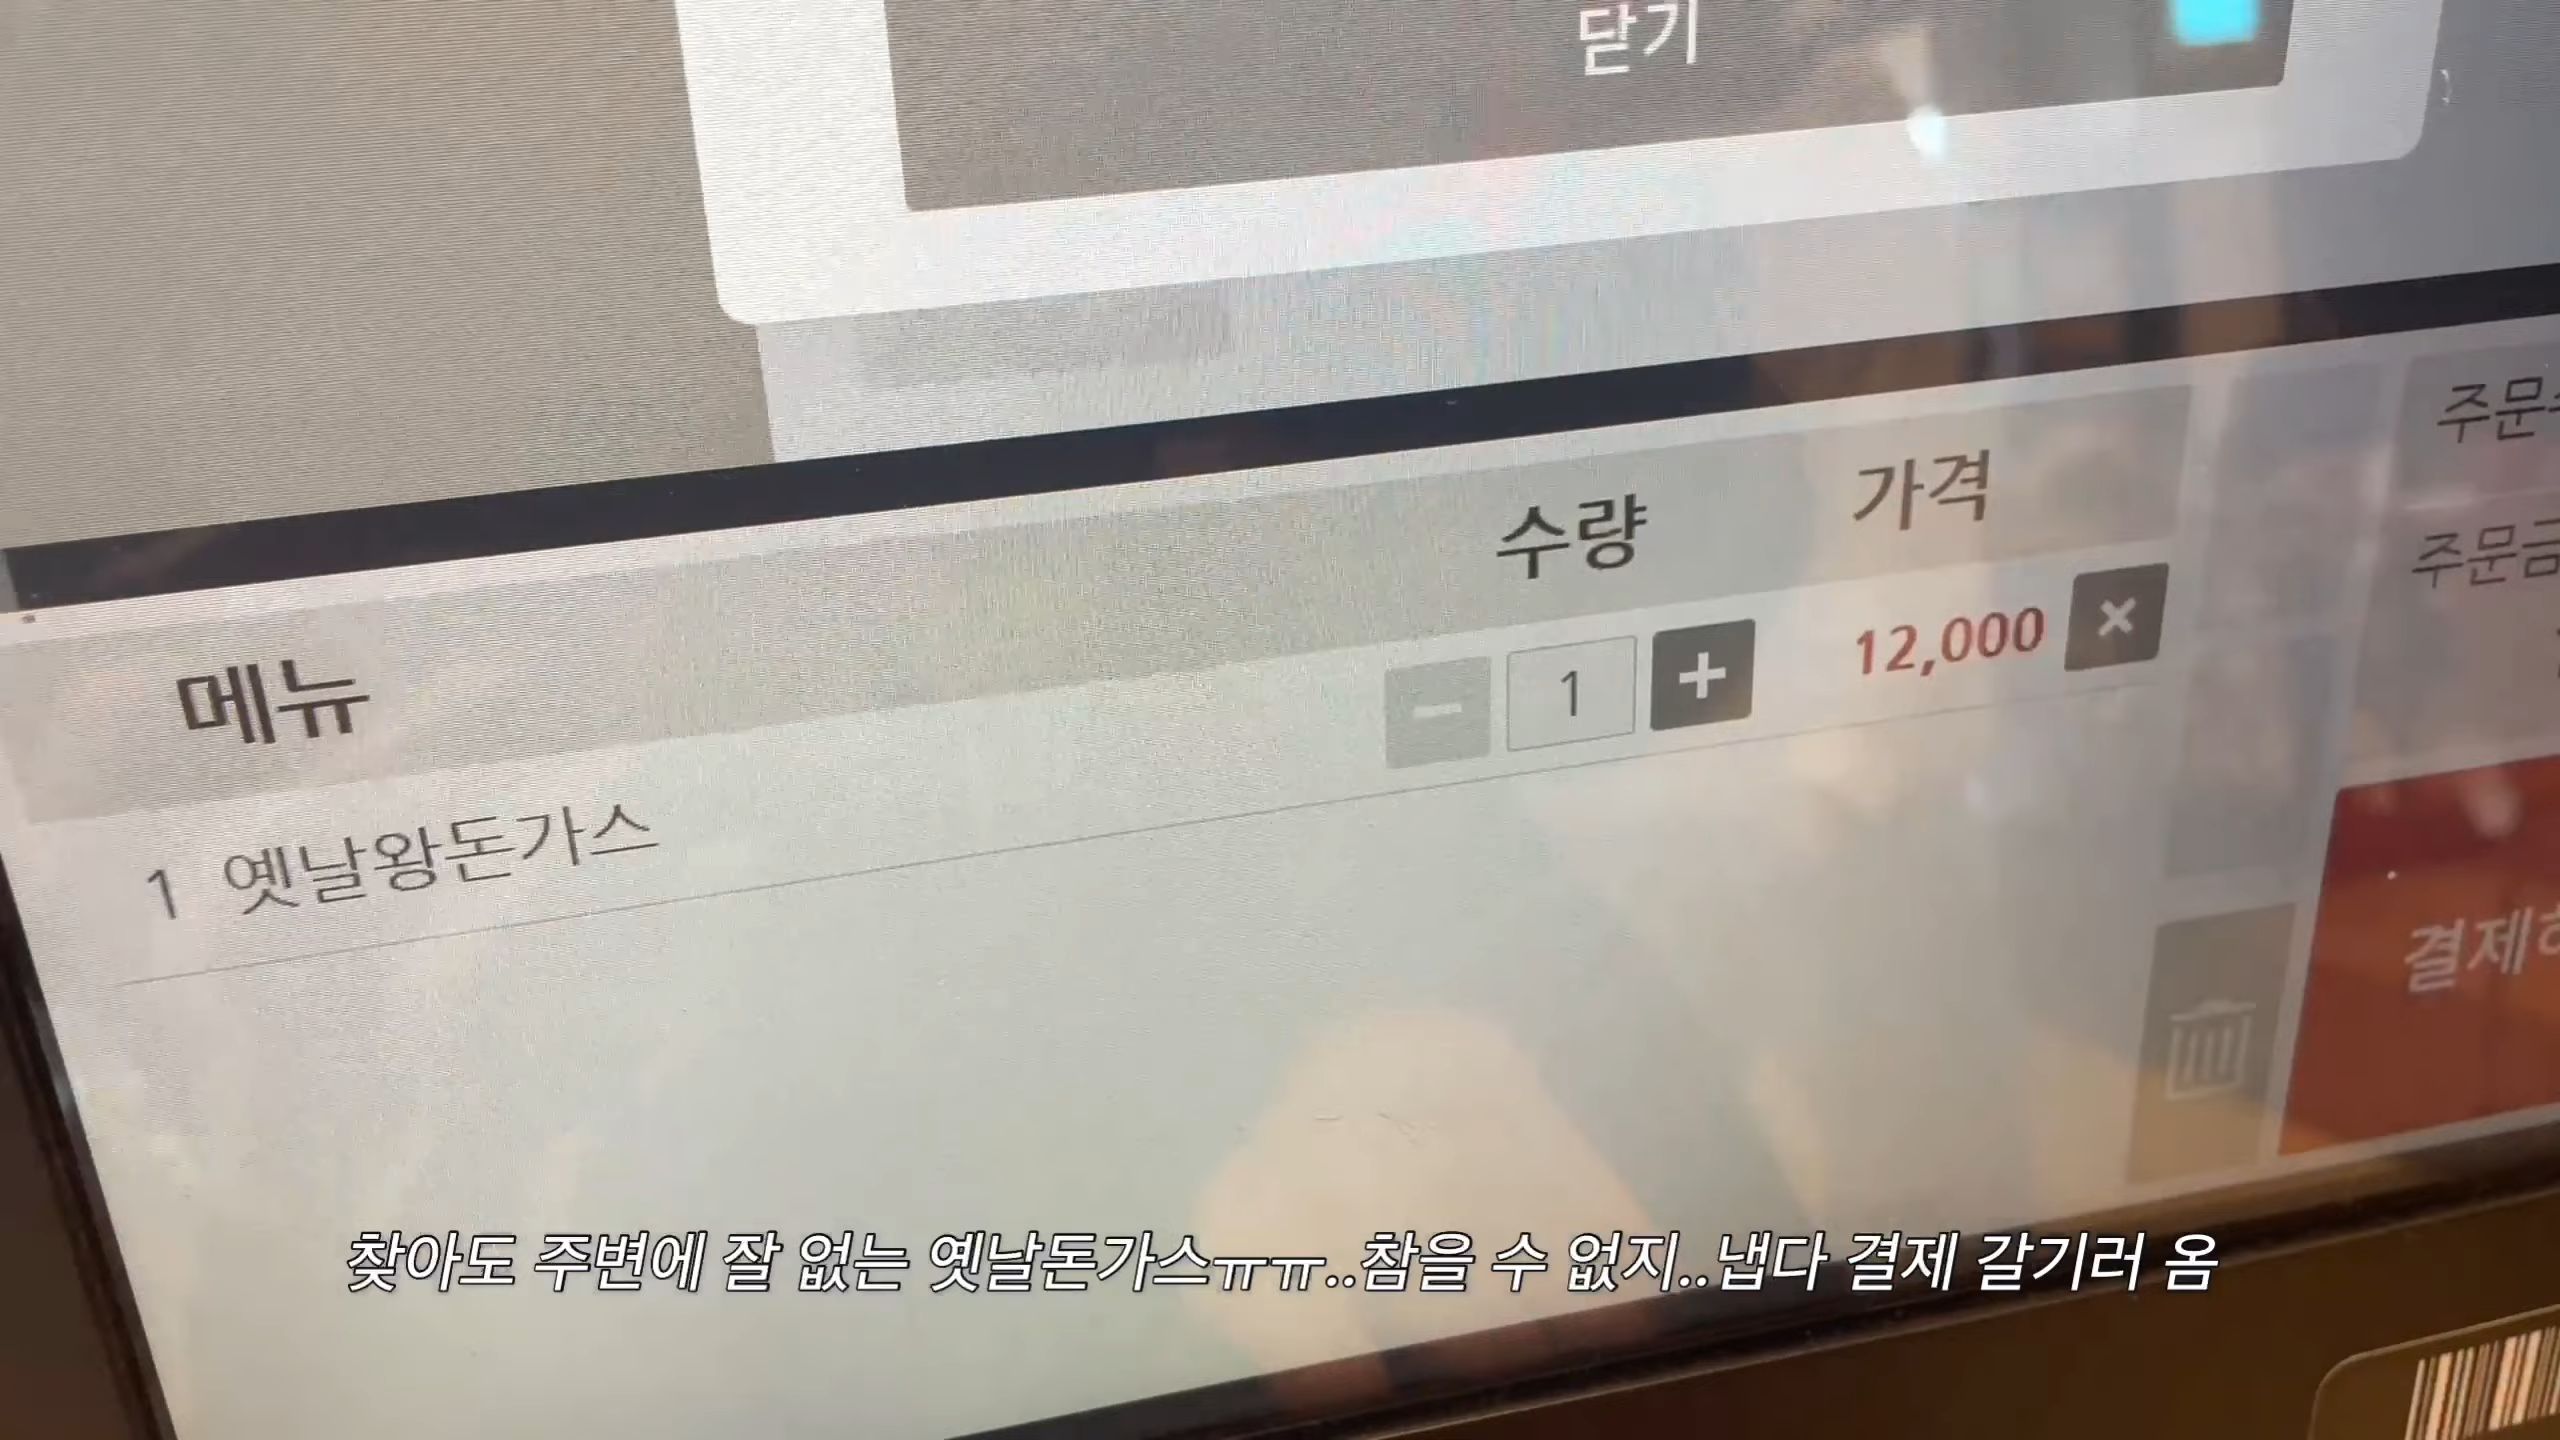 닫기
메뉴 수량 가격
1 옛날왕돈가스 - 1 + 12,000 ×
주문
주문금
결제하
찾아도 주변에 잘 없는 옛날돈가스ㅠㅠ..참을 수 없지..냅다 결제 갈기러 옴